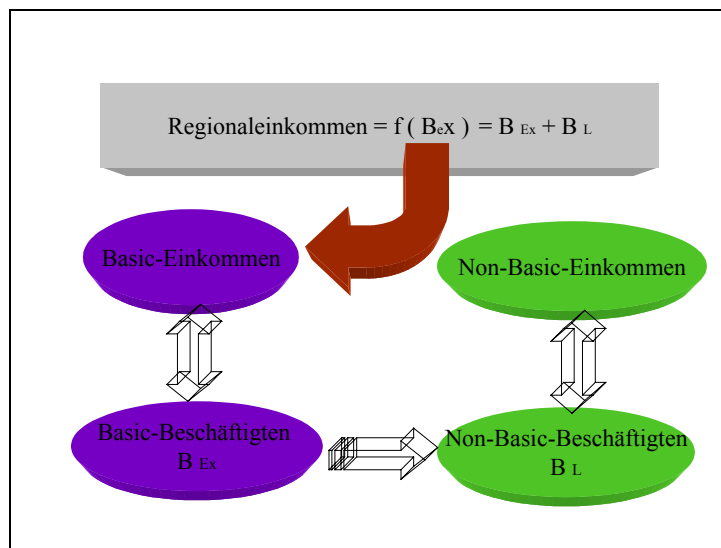 Regionaleinkommen = f ( Bex ) = B Ex + B L
Basic-Einkommen
Non-Basic-Einkommen
Basic-Beschäftigten
B Ex
Non-Basic-Beschäftigten
B L